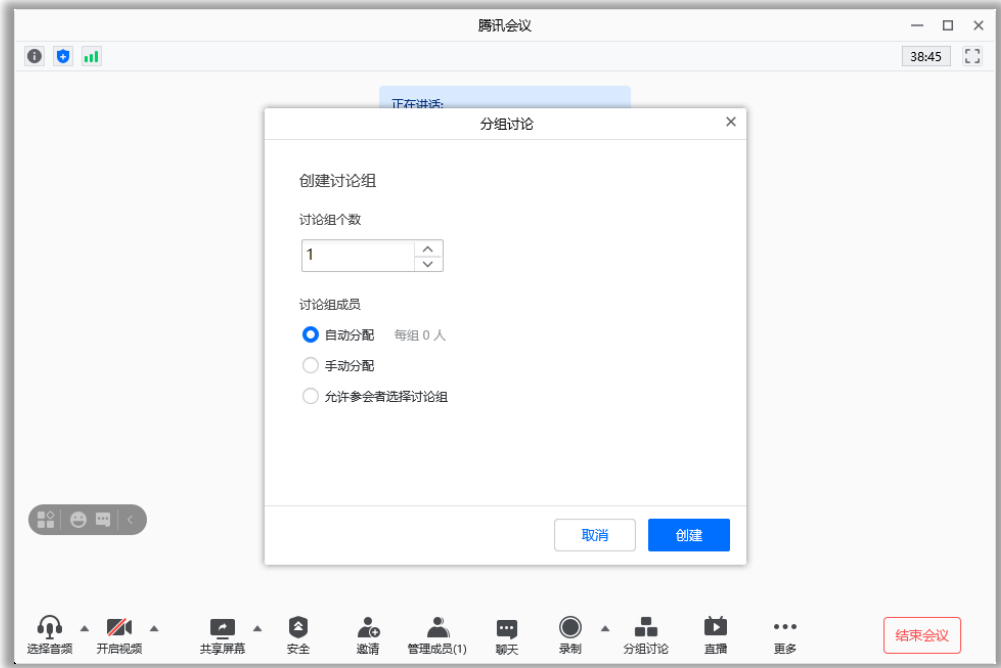 腾讯会议
38:45
正在讲话:
分组讨论
创建讨论组
讨论组个数
1
讨论组成员
自动分配 每组 0 人
手动分配
允许参会者选择讨论组
取消 创建
选择音频 开启视频 共享屏幕 安全 邀请 管理成员(1) 聊天 录制 分组讨论 直播 更多 结束会议